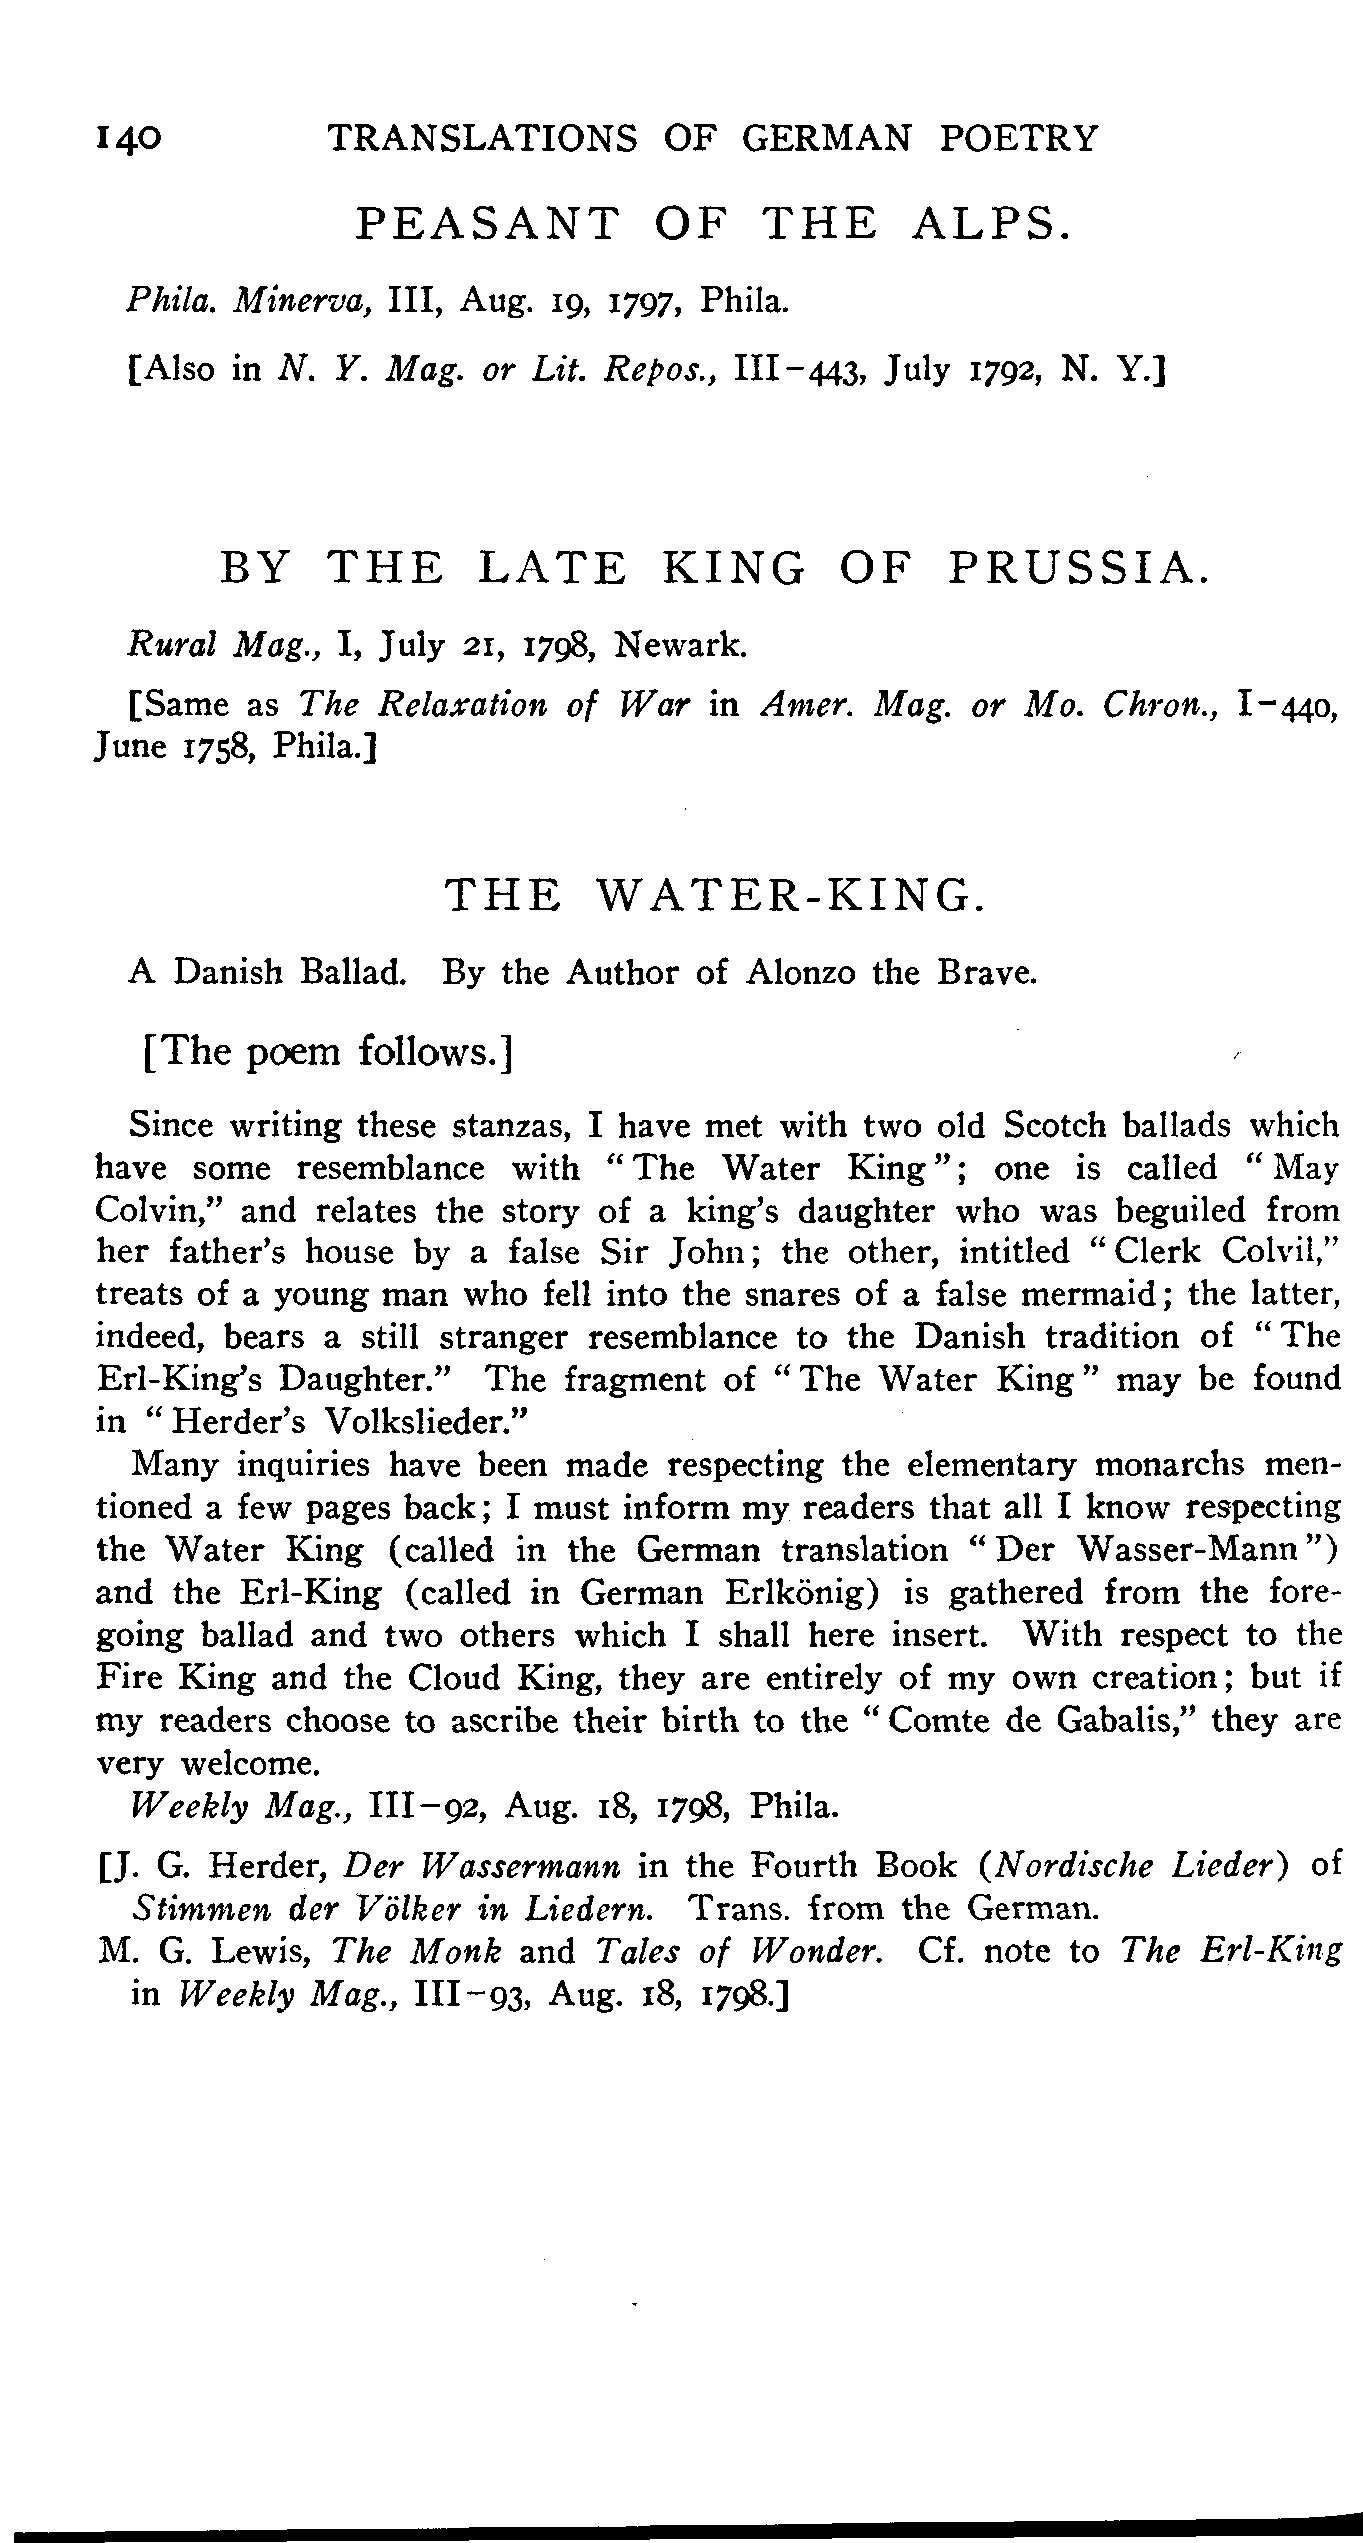 140 TRANSLATIONS OF GERMAN POETRY
PEASANT OF THE ALPS.
Phila. Minerva, III, Aug. 19, 1797, Phila.
[Also in N. Y. Mag. or Lit. Repos., III-443, July 1792, N. Y.]
BY THE LATE KING OF PRUSSIA.
Rural Mag., I, July 21, 1798, Newark.
[Same as The Relaxation of War in Amer. Mag. or Mo. Chron., I-440,
June 1758, Phila.]
THE WATER-KING.
A Danish Ballad. By the Author of Alonzo the Brave.
[The poem follows.]
Since writing these stanzas, I have met with two old Scotch ballads which
have some resemblance with "The Water King"; one is called "May
Colvin," and relates the story of a king's daughter who was beguiled from
her father's house by a false Sir John; the other, intitled "Clerk Colvil,"
treats of a young man who fell into the snares of a false mermaid; the latter,
indeed, bears a still stranger resemblance to the Danish tradition of "The
Erl-King's Daughter." The fragment of "The Water King" may be found
in "Herder's Volkslieder."
Many inquiries have been made respecting the elementary monarchs men-
tioned a few pages back; I must inform my readers that all I know respecting
the Water King (called in the German translation "Der Wasser-Mann")
and the Erl-King (called in German Erlkönig) is gathered from the fore-
going ballad and two others which I shall here insert. With respect to the
Fire King and the Cloud King, they are entirely of my own creation; but if
my readers choose to ascribe their birth to the "Comte de Gabalis," they are
very welcome.
Weekly Mag., III-92, Aug. 18, 1798, Phila.
[J. G. Herder, Der Wassermann in the Fourth Book (Nordische Lieder) of
Stimmen der Völker in Liedern. Trans. from the German.
M. G. Lewis, The Monk and Tales of Wonder. Cf. note to The Erl-King
in Weekly Mag., III-93, Aug. 18, 1798.]